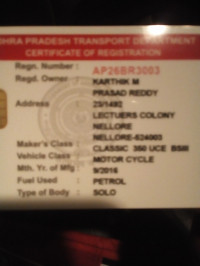 HRA PRADESH TRANSPORT DEPARTMENT
CERTIFICATE OF REGISTRATION
Regn. Number : AP26BR3003
Regd. Owner : KARTHIK M
PRASAD REDDY
Address : 23/1492
LECTUERS COLONY
NELLORE
NELLORE-524003
Maker's Class : CLASSIC 350 UCE BSIII
Vehicle Class : MOTOR CYCLE
Mth. Yr. of Mfg : 9/2016
Fuel Used : PETROL
Type of Body : SOLO